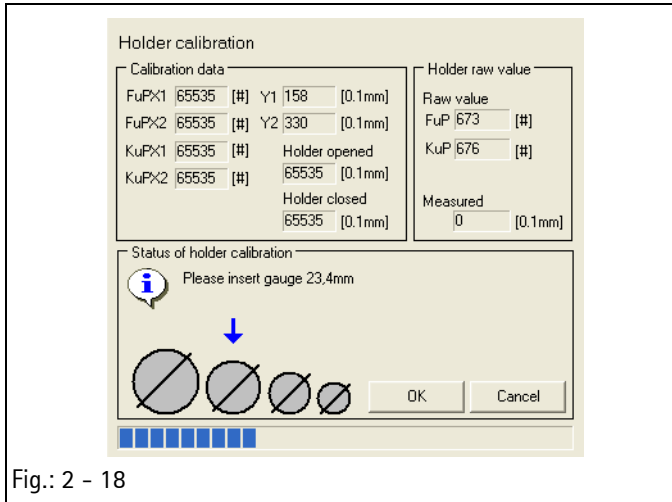 Holder calibration
Calibration data
FuPX1 65535 [#] Y1 158 [0.1mm]
FuPX2 65535 [#] Y2 330 [0.1mm]
KuPX1 65535 [#] Holder opened
65535 [0.1mm]
KuPX2 65535 [#]
Holder closed
65535 [0.1mm]
Holder raw value
Raw value
FuP 673 [#]
KuP 676 [#]
Measured
0 [0.1mm]
Status of holder calibration
Please insert gauge 23,4mm
OK Cancel
Fig.: 2 - 18